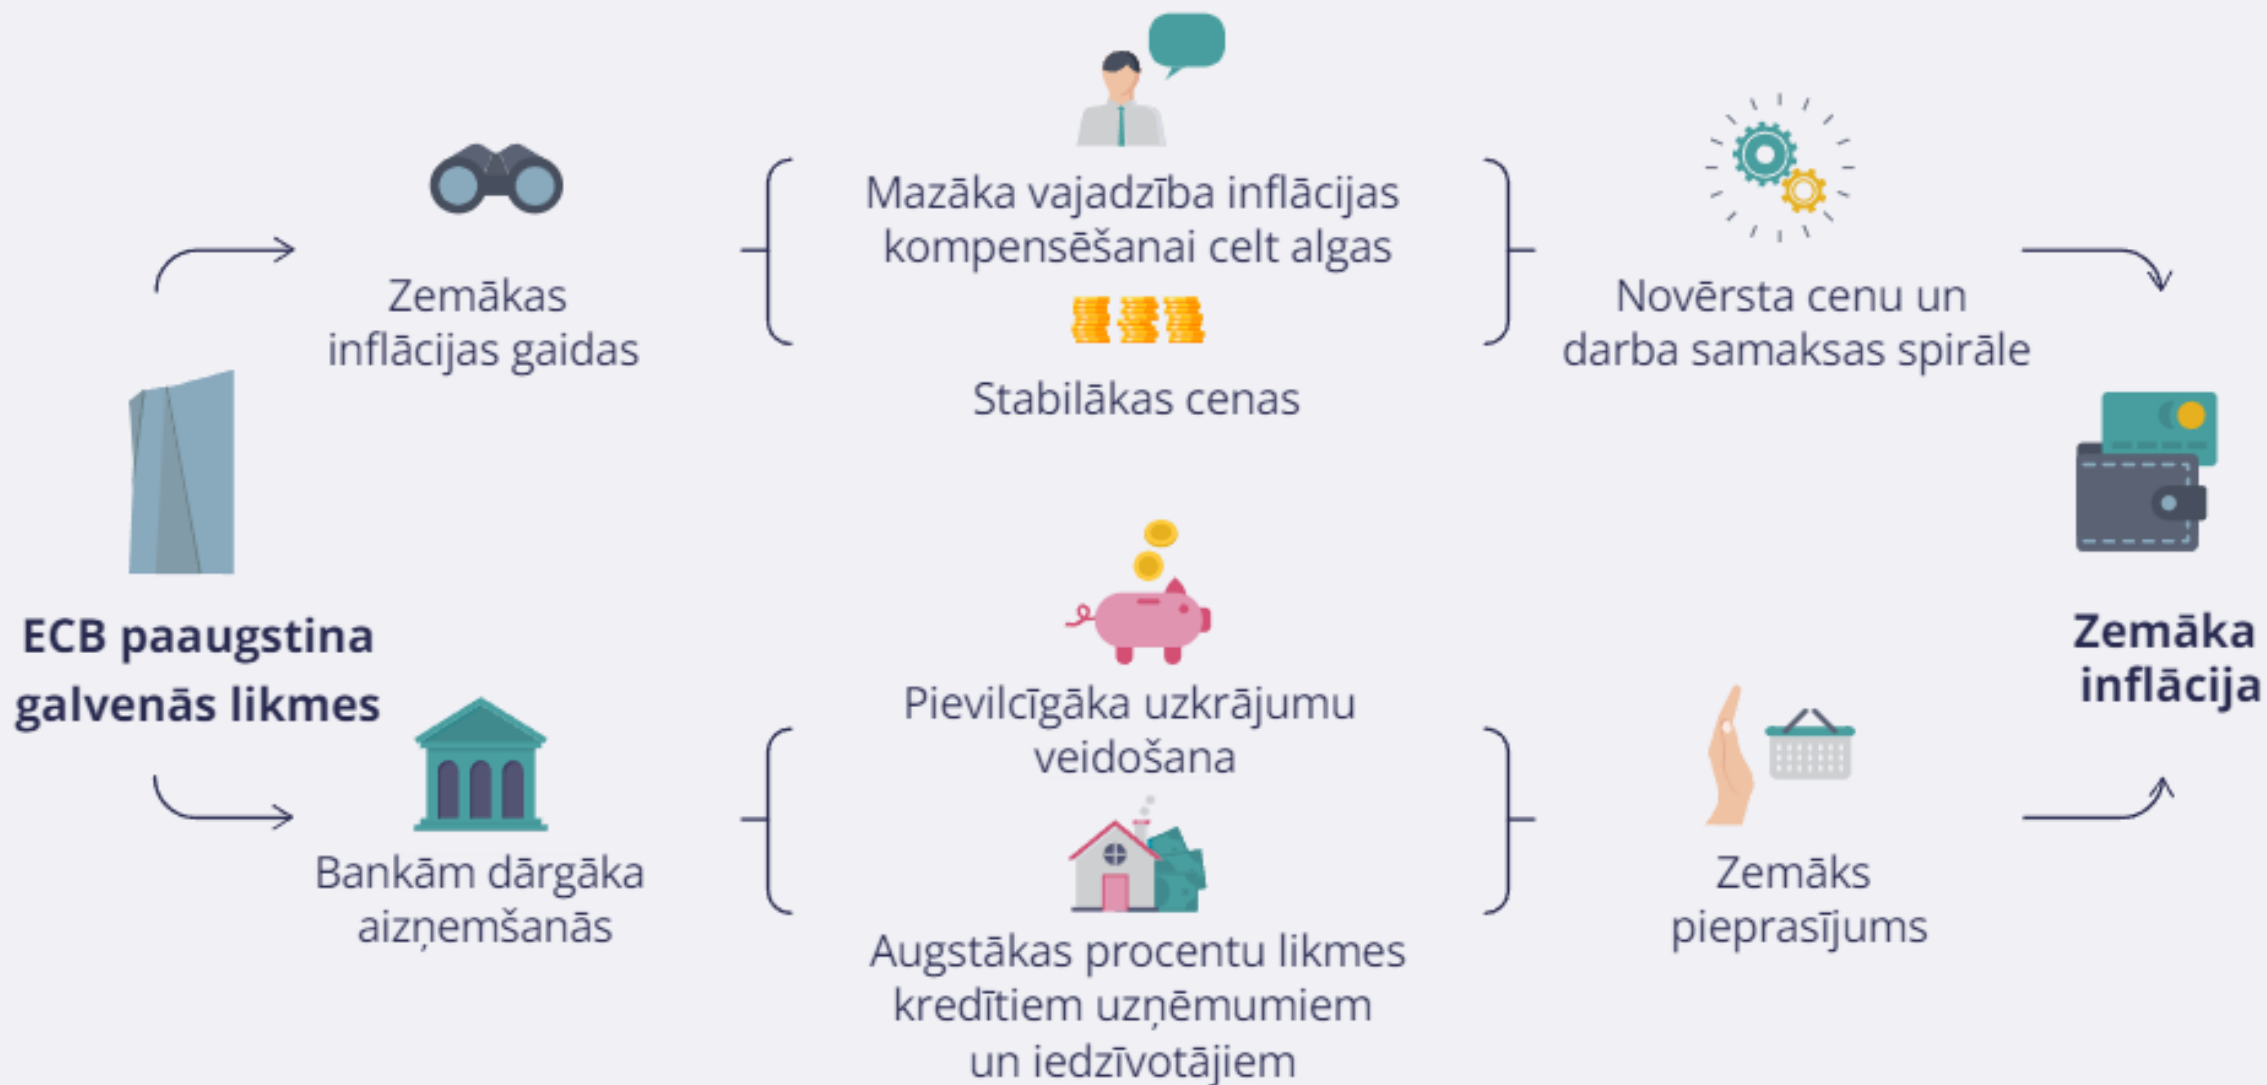 ECB paaugstina
galvenās likmes
Zemākas
inflācijas gaidas
Mazāka vajadzība inflācijas
kompensēšanai celt algas
Stabilākas cenas
Novērsta cenu un
darba samaksas spirāle
Bankām dārgāka
aizņemšanās
Pievilcīgāka uzkrājumu
veidošana
Augstākas procentu likmes
kredītiem uzņēmumiem
un iedzīvotājiem
Zemāks
pieprasījums
Zemāka
inflācija